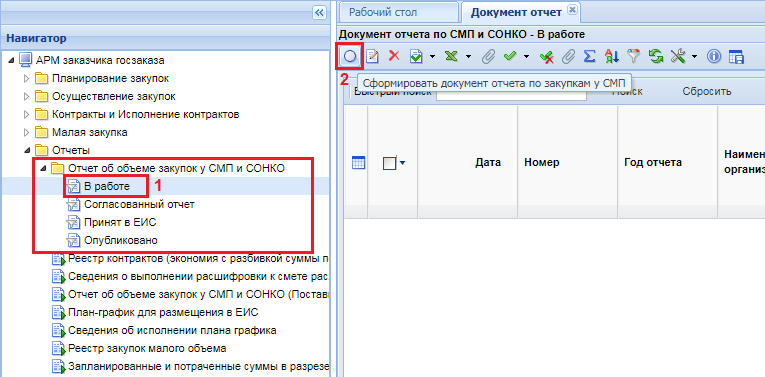 Рабочий стол
Документ отчет
Навигатор
Документ отчета по СМП и СОНКО - В работе
АРМ заказчика госзаказа
Планирование закупок
Осуществление закупок
Контракты и Исполнение контрактов
Малая закупка
Отчеты
Отчет об объеме закупок у СМП и СОНКО
В работе
1
Согласованный отчет
Принят в ЕИС
Опубликовано
Реестр контрактов (экономия с разбивкой суммы п
Сведения о выполнении расшифровки к смете рас
Отчет об объеме закупок у СМП и СОНКО (Постав
План-график для размещения в ЕИС
Сведения об исполнении плана графика
Реестр закупок малого объема
Запланированные и потраченные суммы в разрезе
2
Сформировать документ отчета по закупкам у СМП
Быстрый поиск
Поиск
Сбросить
Дата
Номер
Год отчета
Наимен
организ